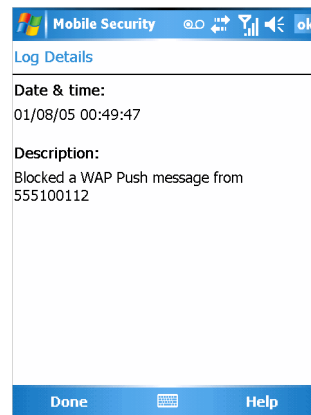 Mobile Security ok
Log Details
Date & time:
01/08/05 00:49:47
Description:
Blocked a WAP Push message from
555100112
Done Help